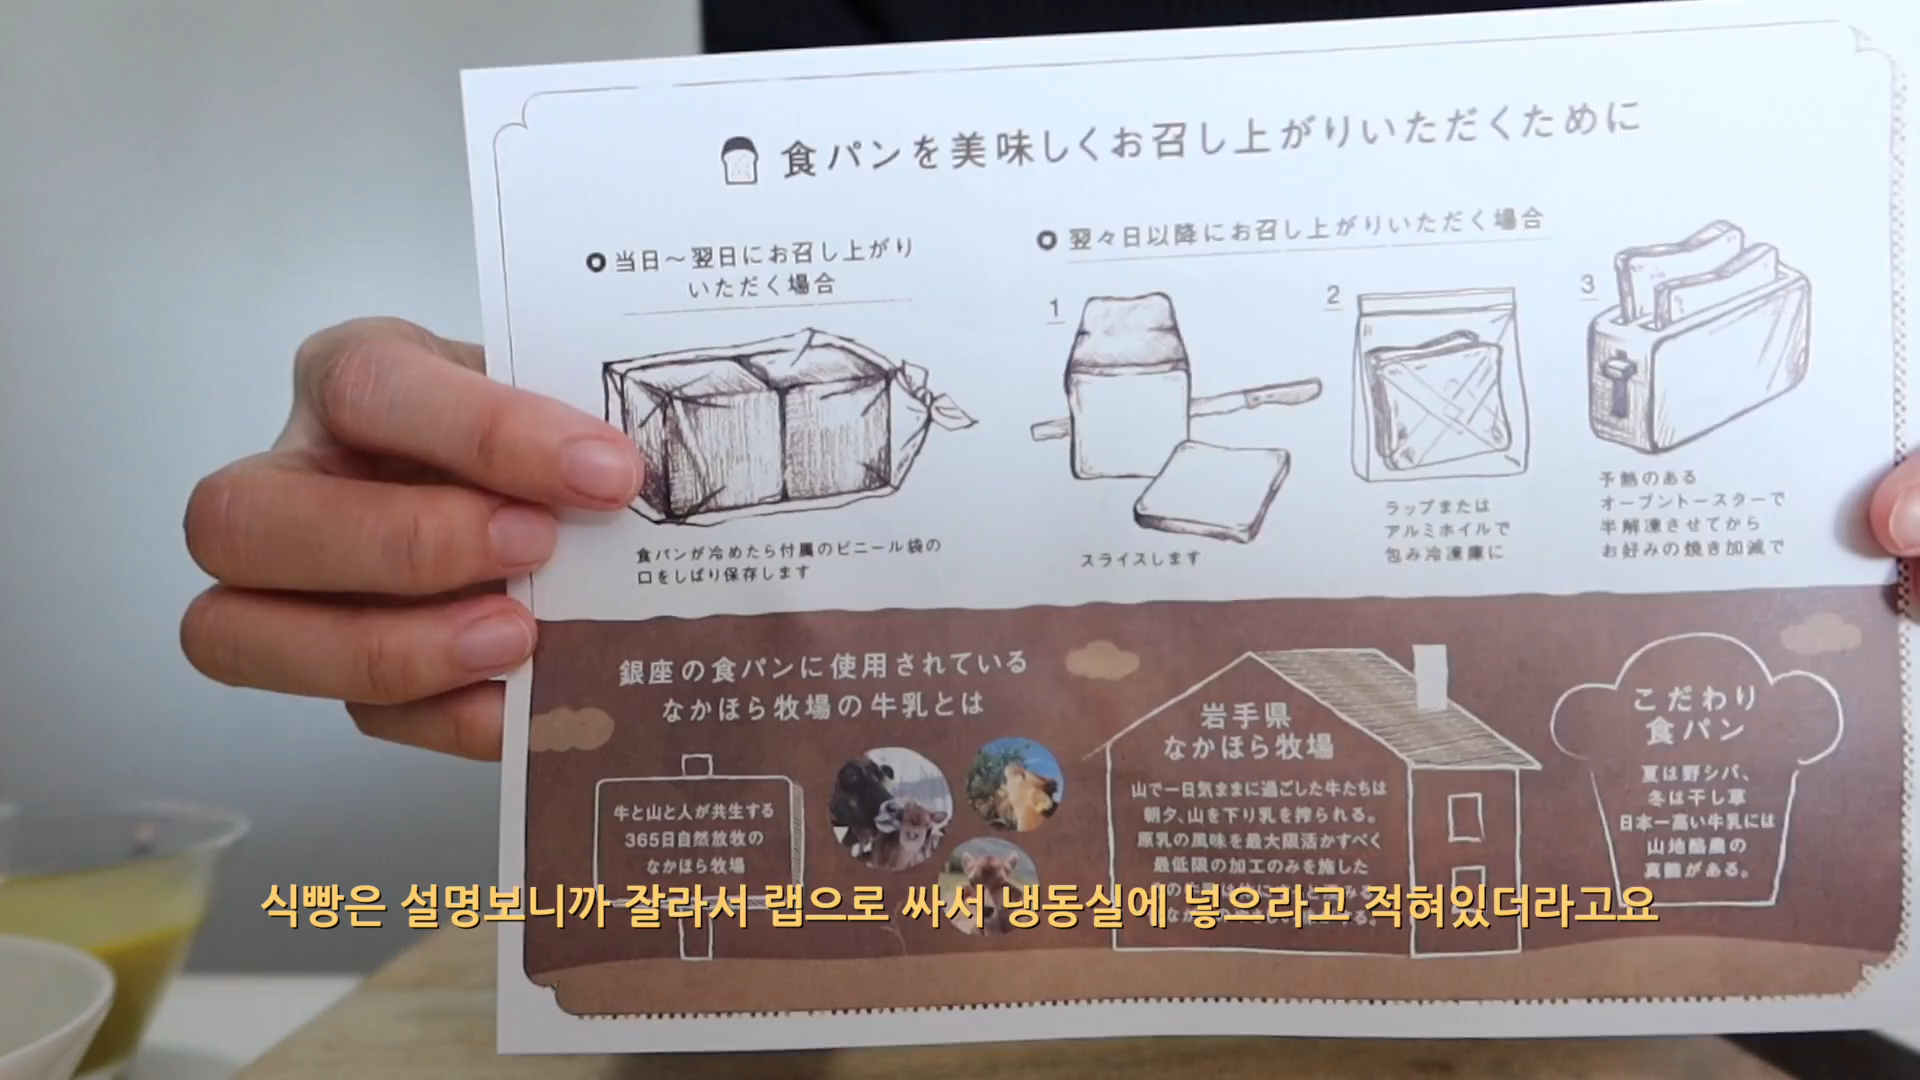 食パンを美味しくお召し上がりいただくために
当日～翌日にお召し上がり
いただく場合
食パンが冷めたら付属のビニール袋の
口をしばり保存します
翌々日以降にお召し上がりいただく場合
1
スライスします
2
ラップまたは
アルミホイルで
包み冷凍庫に
3
予熱のある
オーブントースターで
半解凍させてから
お好みの焼き加減で
銀座の食パンに使用されている
なかほら牧場の牛乳とは
牛と山と人が共生する
365日自然放牧の
なかほら牧場
岩手県
なかほら牧場
山で一日気ままに過ごした牛たちは
朝夕、山を下り乳を搾られる。
原乳の風味を最大限活かすべく
最低限の加工のみを施した
こだわり
食パン
夏は野シバ、
冬は干し草
日本一高い牛乳には
山地酪農の
真髄がある。
식빵은 설명보니까 잘라서 랩으로 싸서 냉동실에 넣으라고 적혀있더라고요